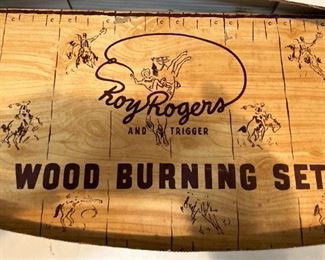 Roy Rogers
AND TRIGGER
WOOD BURNING SET